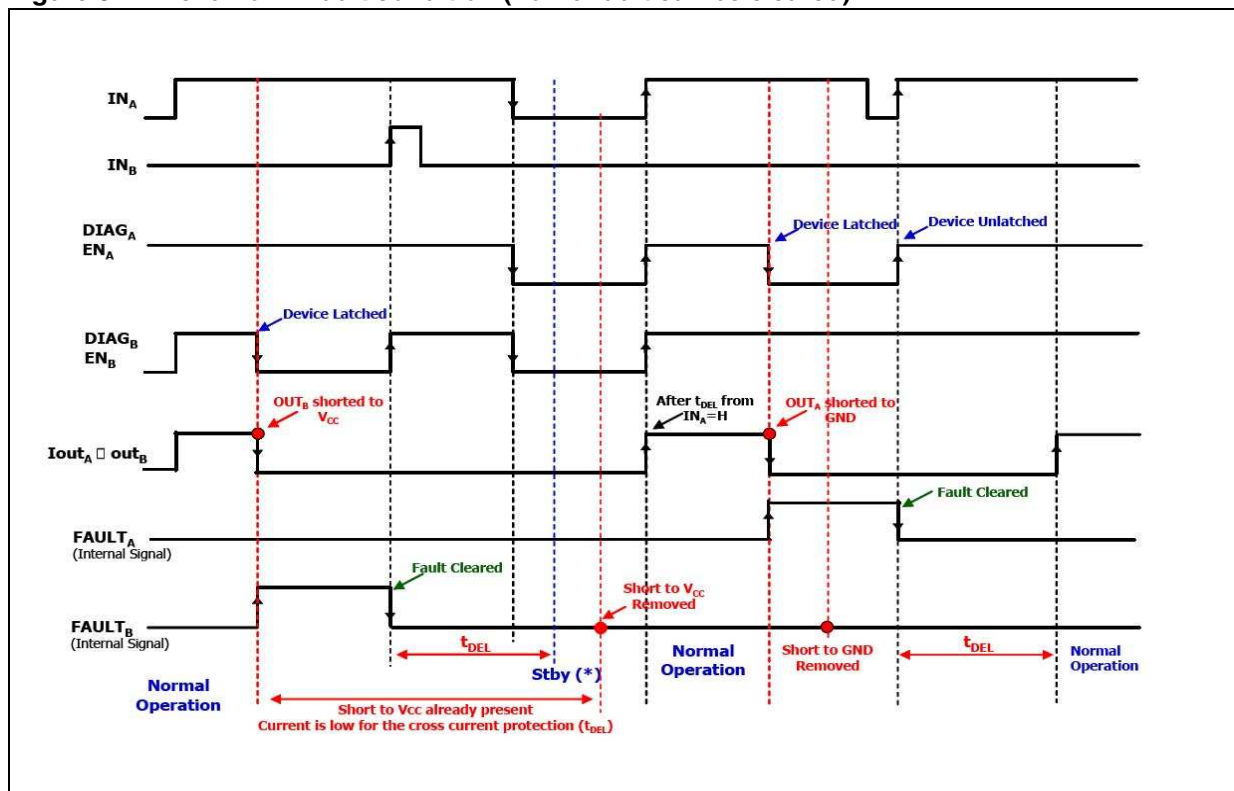 IN_A
IN_B
DIAG_A
EN_A
Device Latched
Device Unlatched
DIAG_B
EN_B
Device Latched
OUT_B shorted to
V_CC
After t_DEL from
IN_A=H
OUT_A shorted to
GND
Iout_A □ out_B
Fault Cleared
FAULT_A
(Internal Signal)
Fault Cleared
Short to V_CC
Removed
FAULT_B
(Internal Signal)
t_DEL
Stby (*)
Normal
Operation
Short to GND
Removed
t_DEL
Normal
Operation
Normal
Operation
Short to Vcc already present
Current is low for the cross current protection (t_DEL)